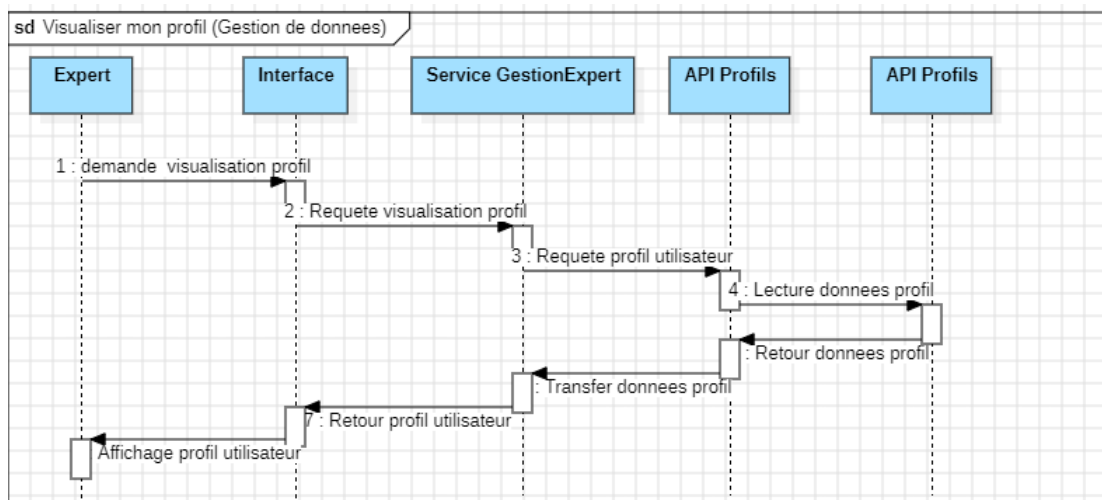 sd Visualiser mon profil (Gestion de donnees)
Expert
Interface
Service GestionExpert
API Profils
API Profils
1 : demande visualisation profil
2 : Requete visualisation profil
3 : Requete profil utilisateur
4 : Lecture donnees profil
: Retour donnees profil
: Transfer donnees profil
7 : Retour profil utilisateur
Affichage profil utilisateur